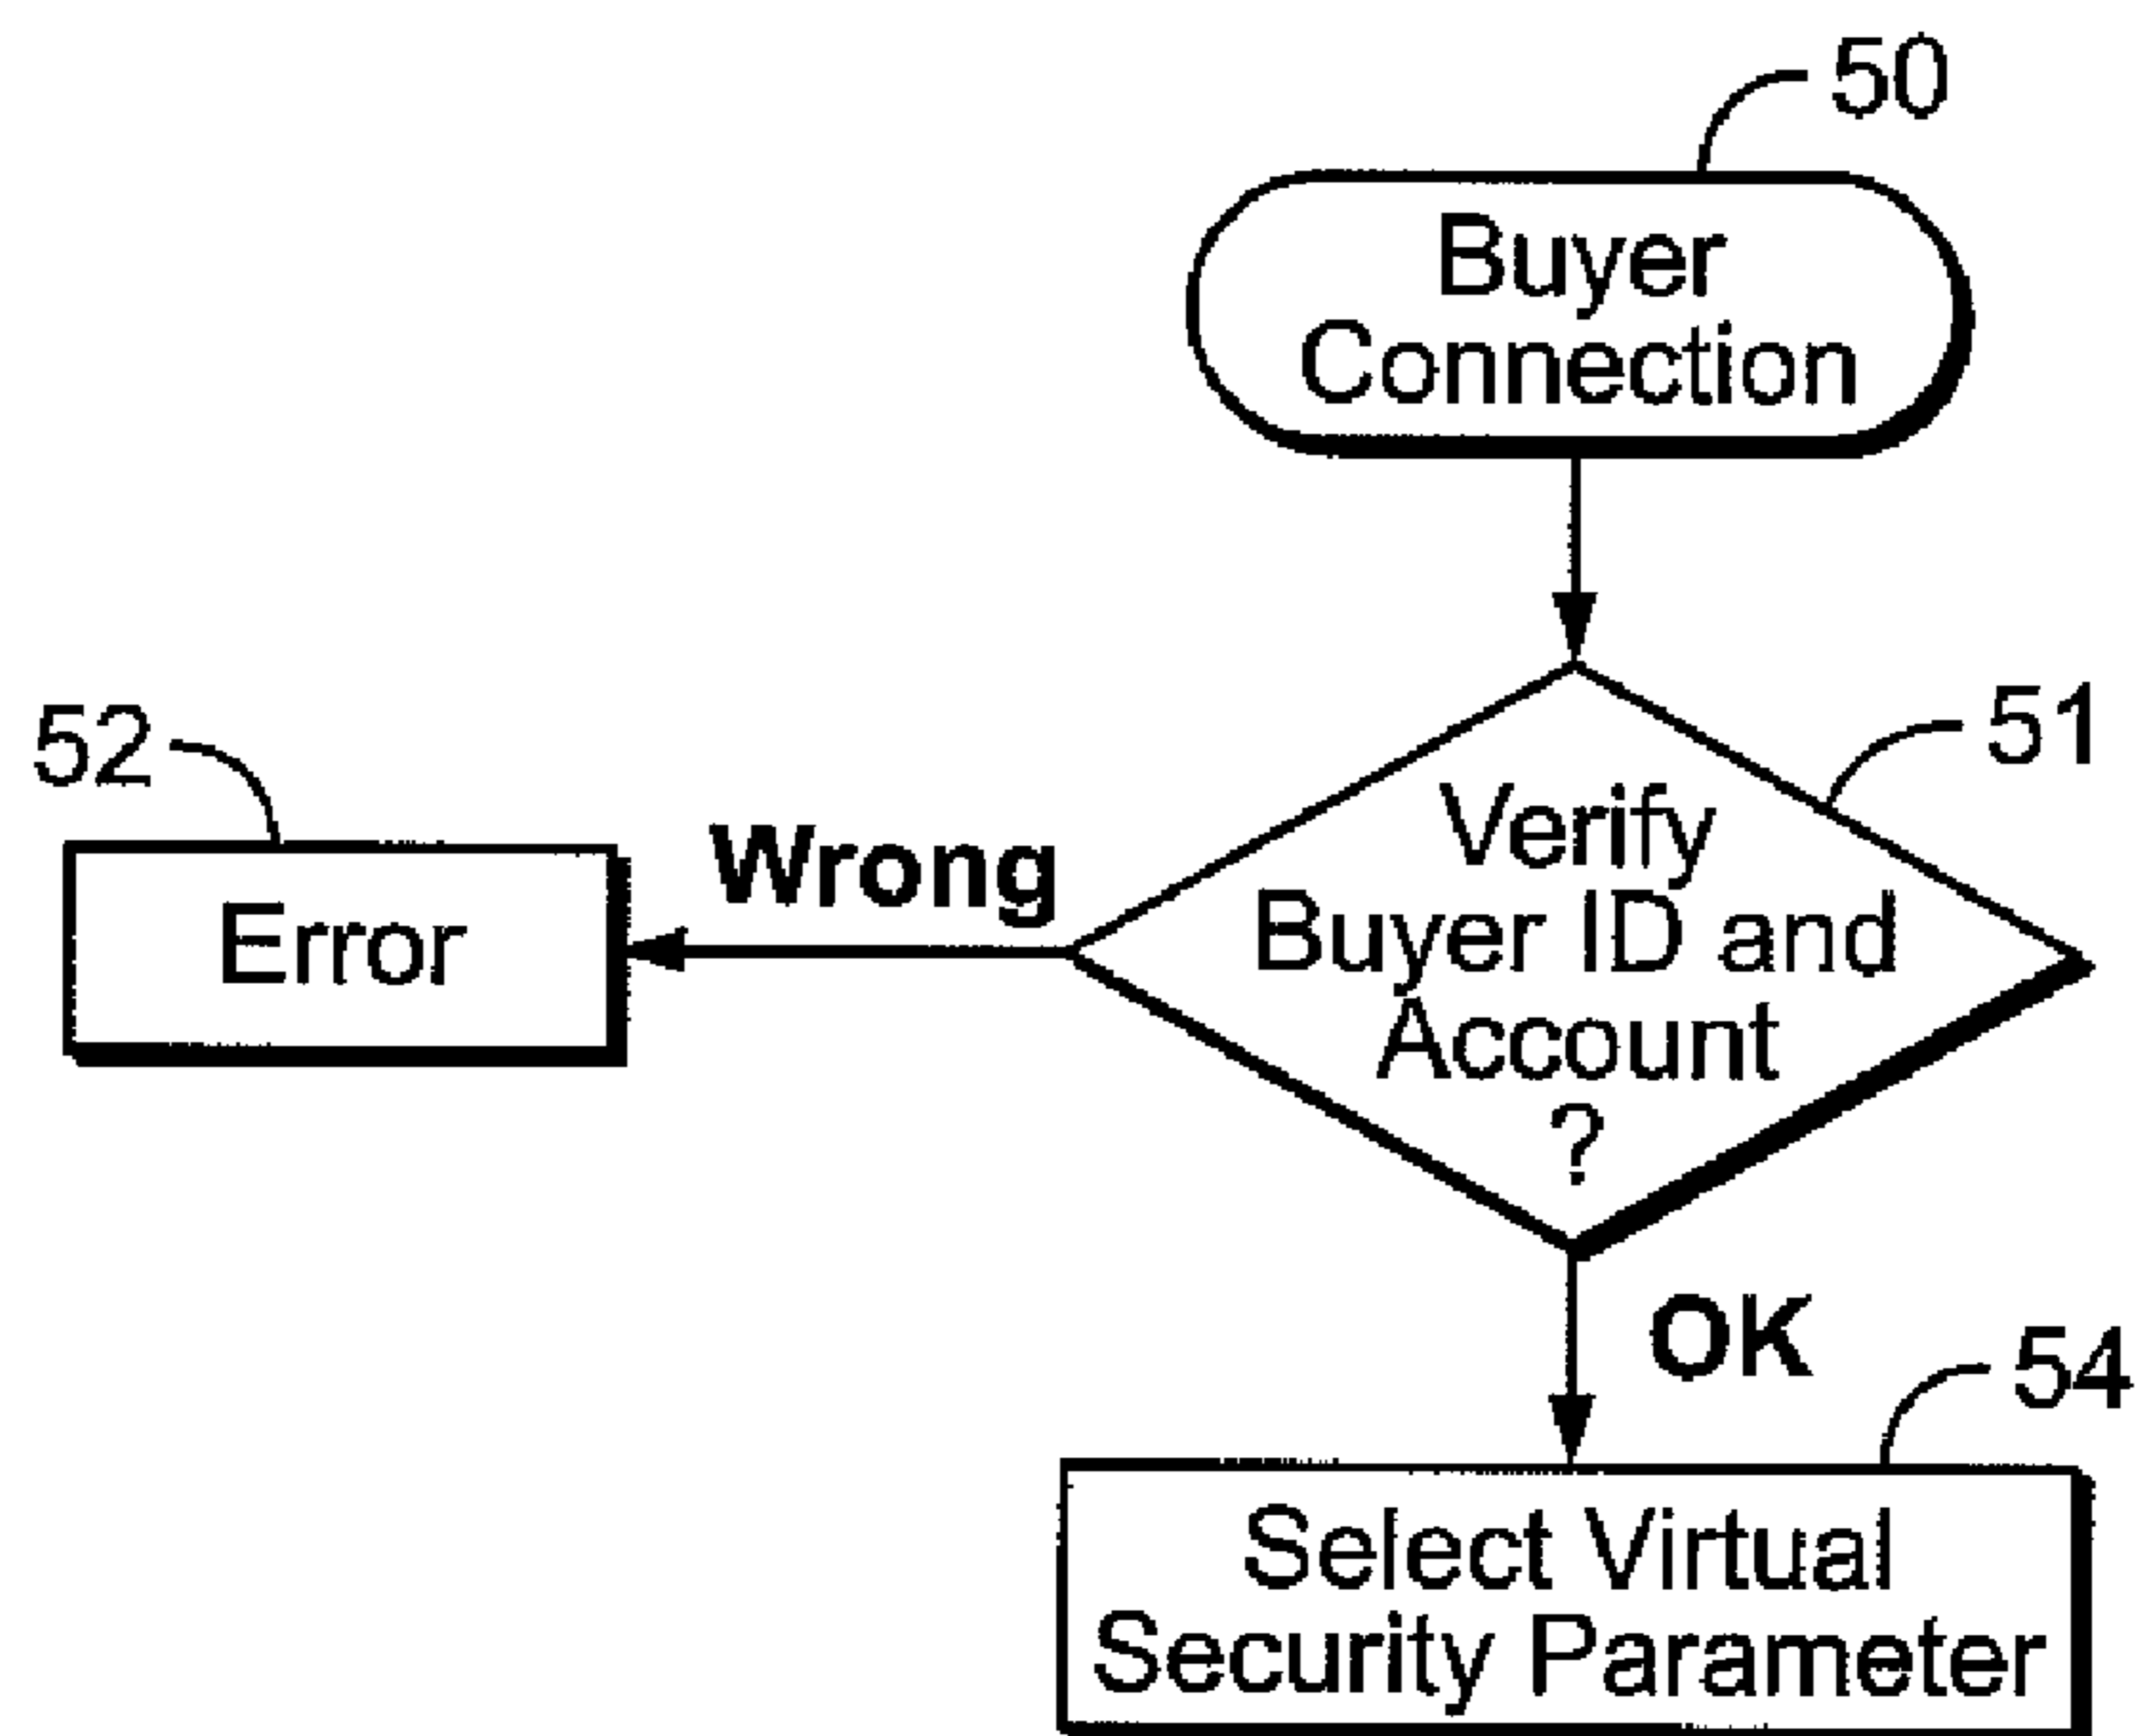 50
Buyer
Connection
51
52
Verify
Wrong
Buyer ID and
Error
Account
?
OK
54
Select Virtual
Security Parameter